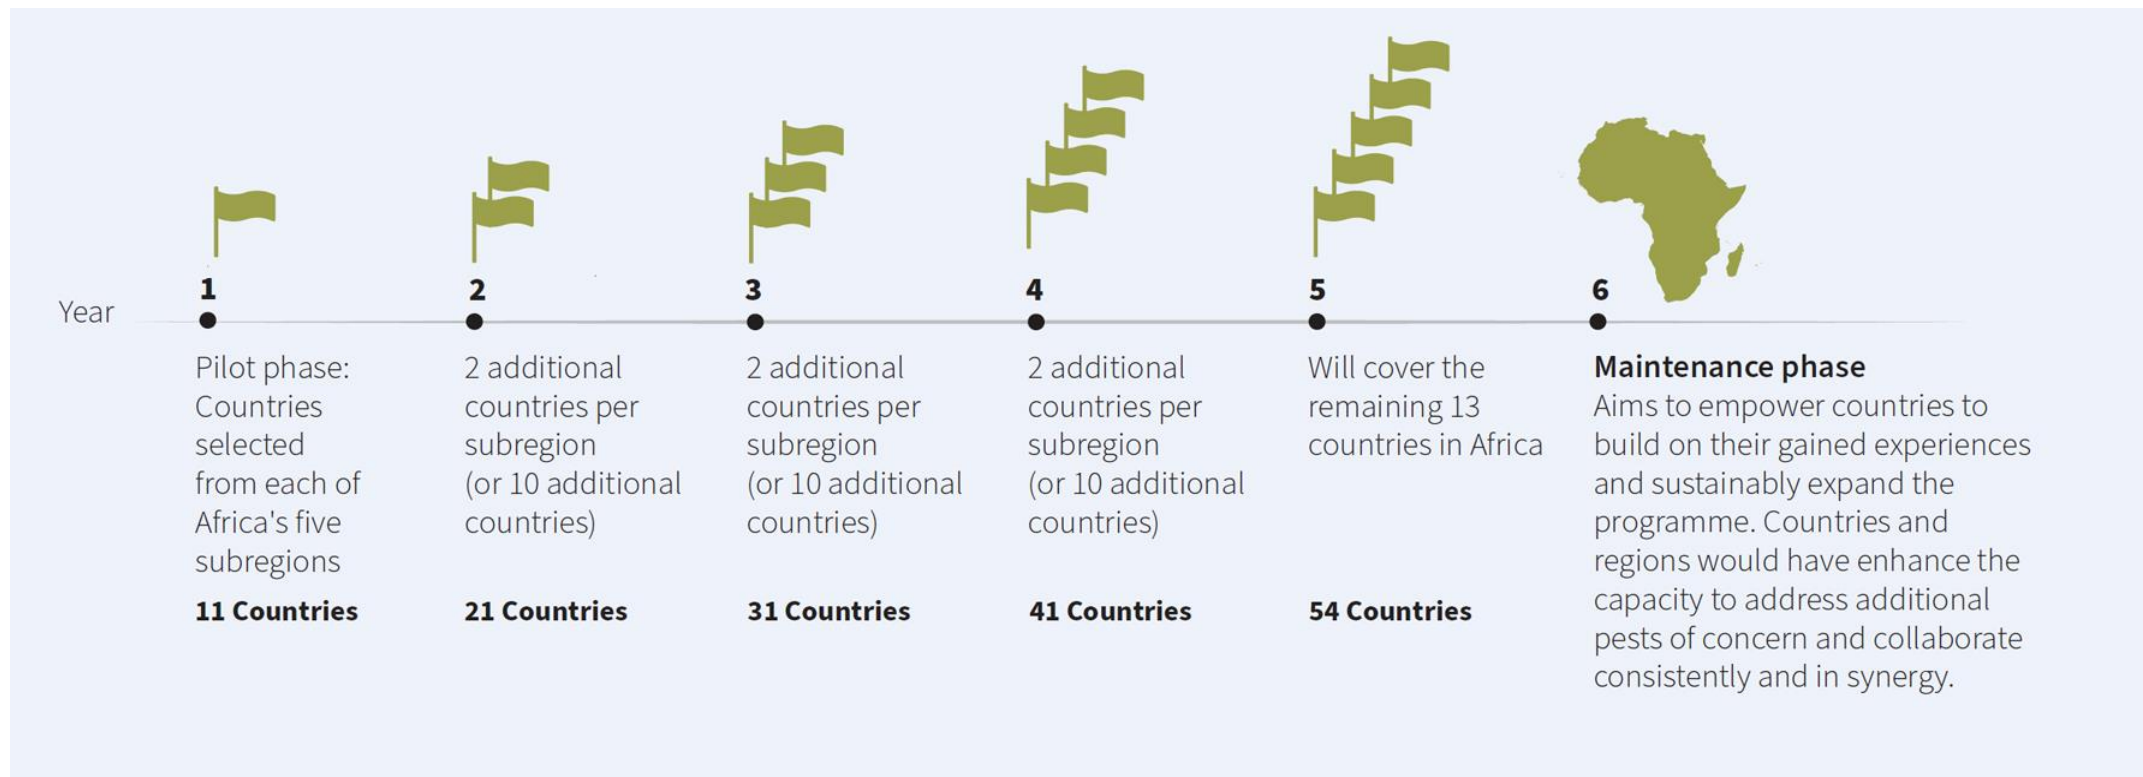 Year
1
Pilot phase:
Countries
selected
from each of
Africa's five
subregions
11 Countries
2
2 additional
countries per
subregion
(or 10 additional
countries)
21 Countries
3
2 additional
countries per
subregion
(or 10 additional
countries)
31 Countries
4
2 additional
countries per
subregion
(or 10 additional
countries)
41 Countries
5
Will cover the
remaining 13
countries in Africa
54 Countries
6
Maintenance phase
Aims to empower countries to
build on their gained experiences
and sustainably expand the
programme. Countries and
regions would have enhance the
capacity to address additional
pests of concern and collaborate
consistently and in synergy.